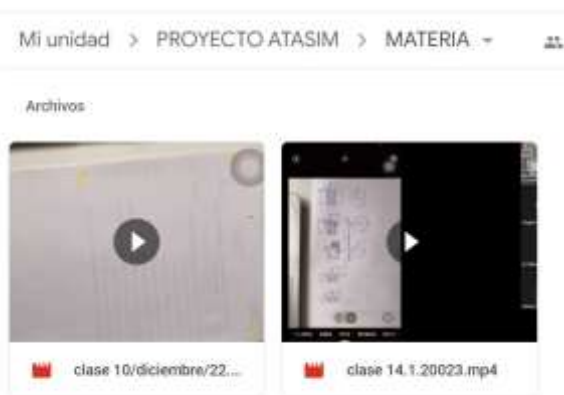 Mi unidad > PROYECTO ATASIM > MATERIA
Archivos
clase 10/diciembre/22...
clase 14.1.20023.mp4